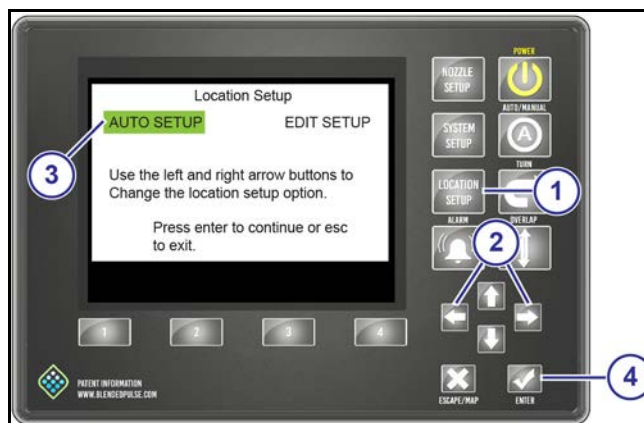 Location Setup
AUTO SETUP
EDIT SETUP
Use the left and right arrow buttons to
Change the location setup option.
Press enter to continue or esc
to exit.
3
NOZZLE
SETUP
POWER
SYSTEM
SETUP
AUTO/MANUAL
A
LOCATION
SETUP
TURN
1
ALARM
OVERLAP
2
1
2
3
4
PATENT INFORMATION
WWW.BLENDEDPULSE.COM
ESCAPE/MAP
ENTER
4